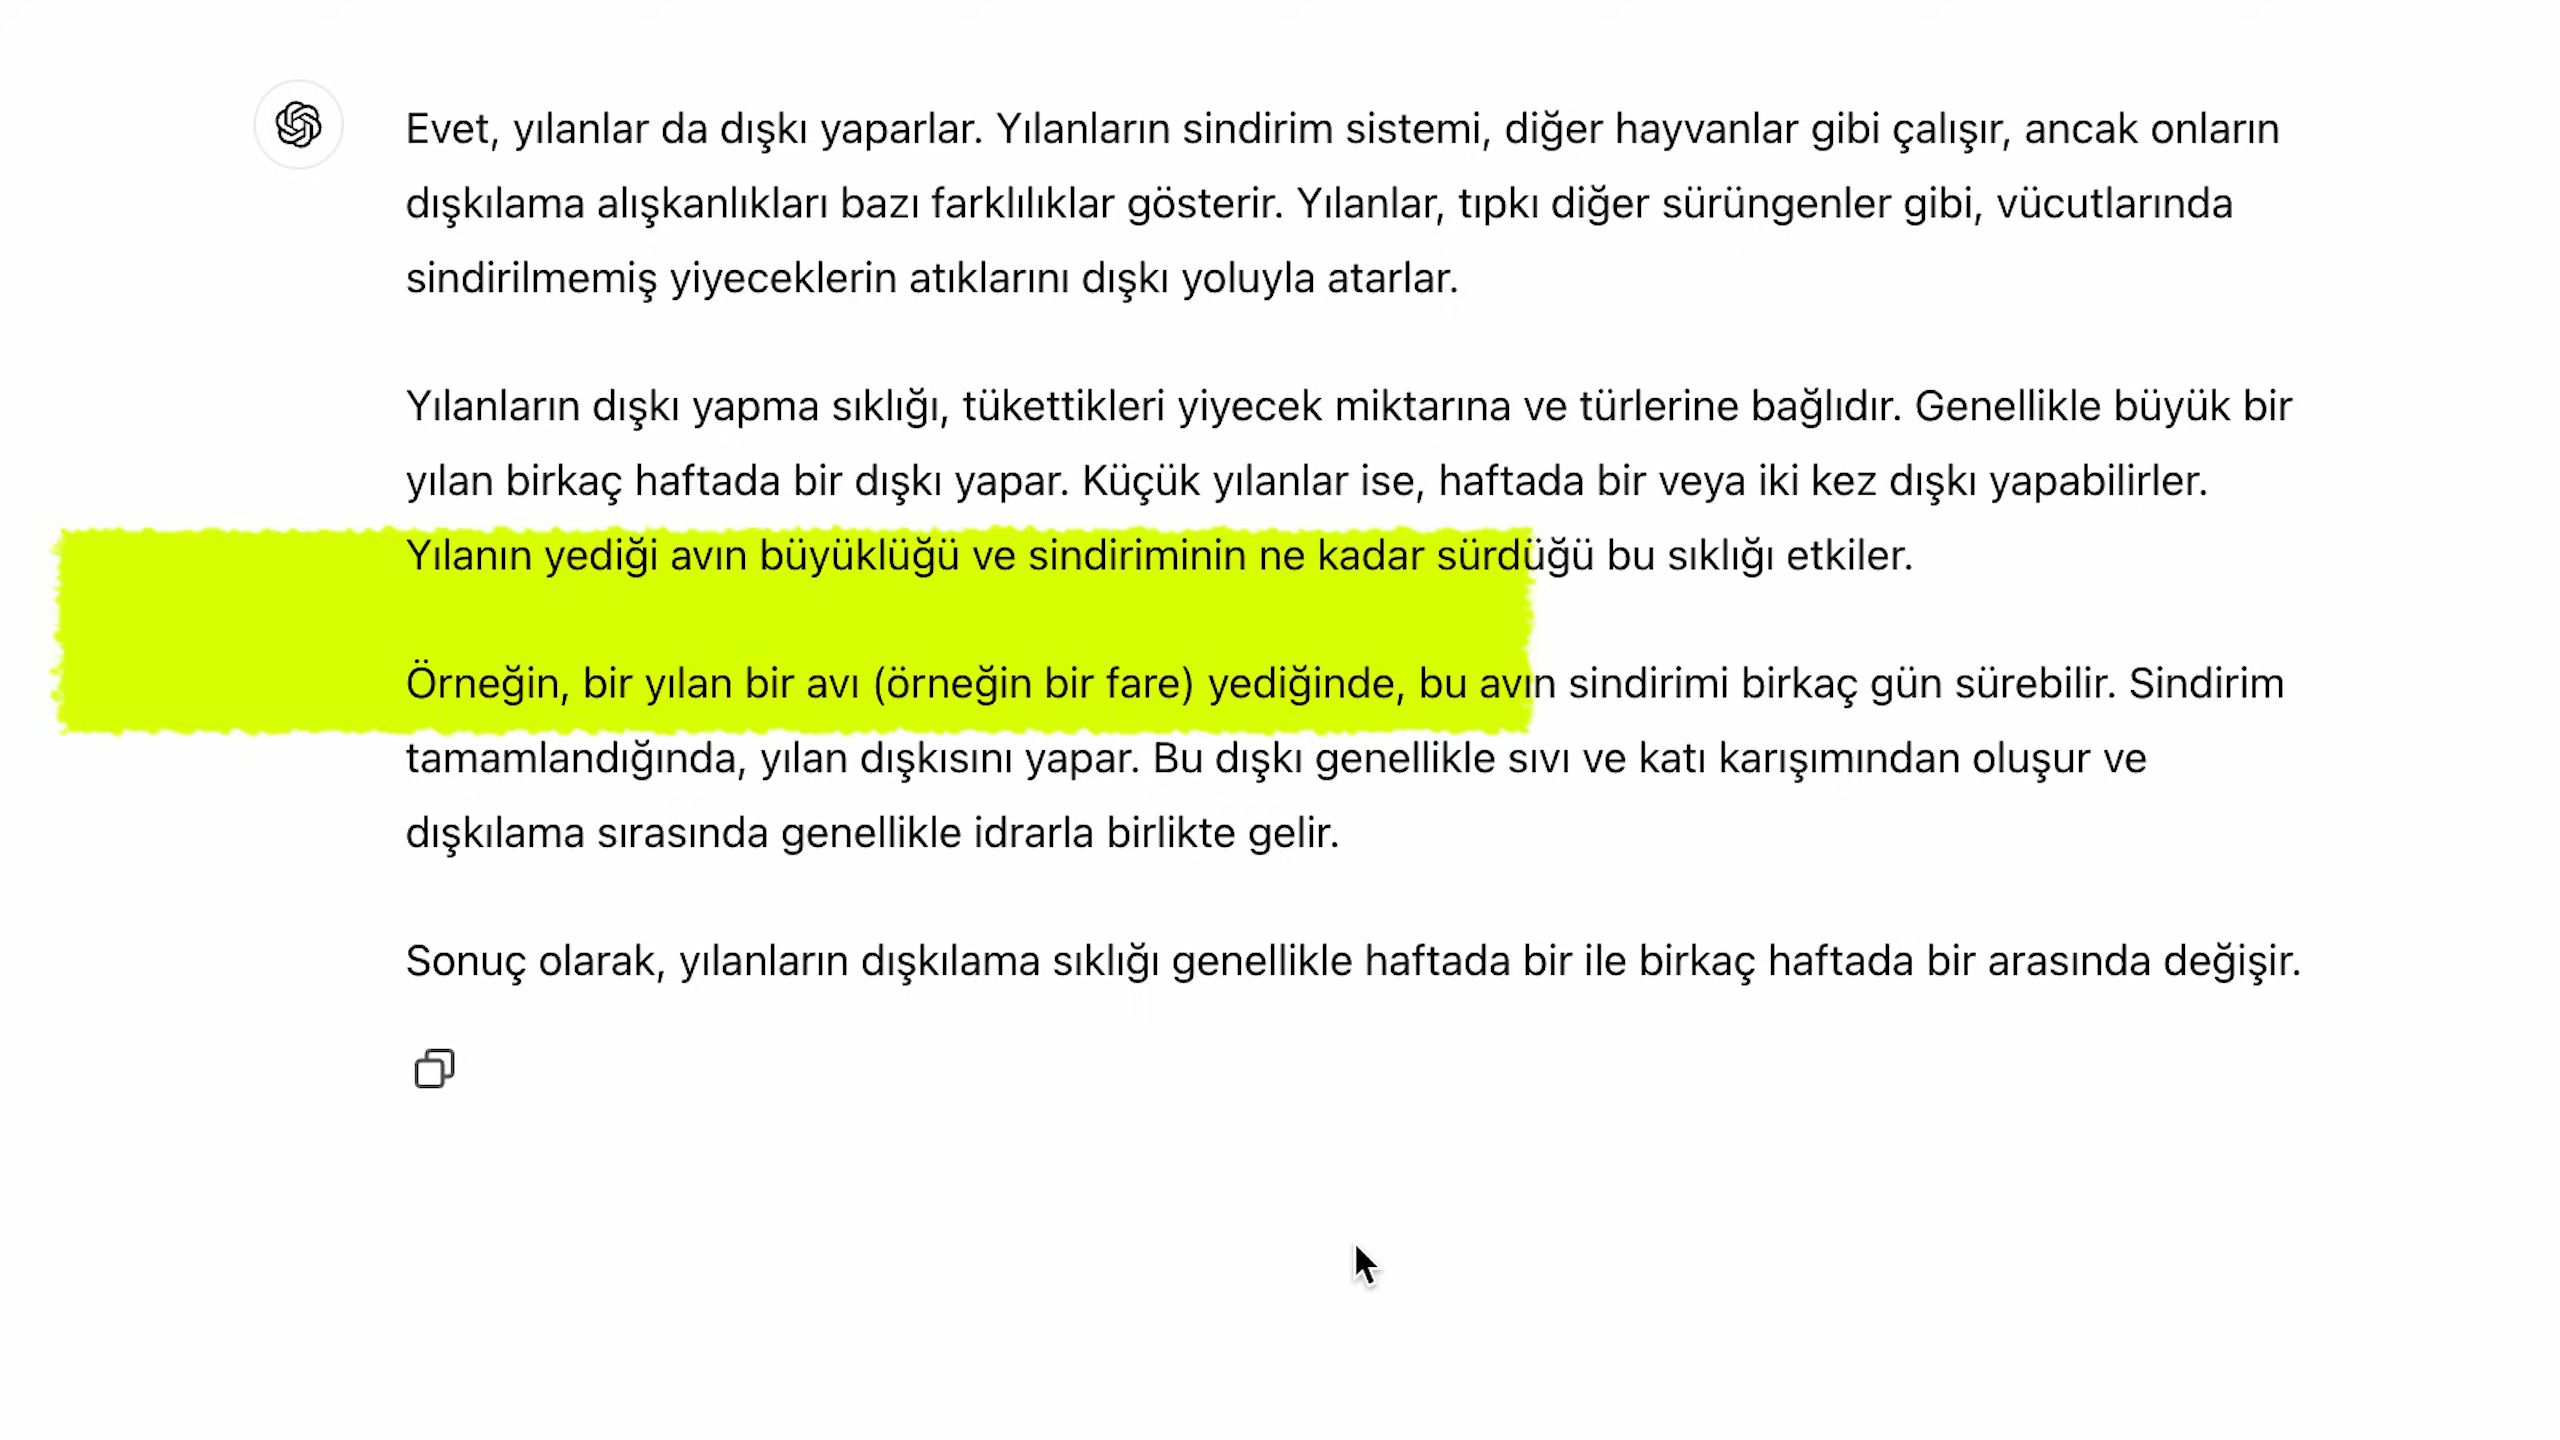 Evet, yılanlar da dışkı yaparlar. Yılanların sindirim sistemi, diğer hayvanlar gibi çalışır, ancak onların
dışkılama alışkanlıkları bazı farklılıklar gösterir. Yılanlar, tıpkı diğer sürüngenler gibi, vücutlarında
sindirilmemiş yiyeceklerin atıklarını dışkı yoluyla atarlar.
Yılanların dışkı yapma sıklığı, tükettikleri yiyecek miktarına ve türlerine bağlıdır. Genellikle büyük bir
yılan birkaç haftada bir dışkı yapar. Küçük yılanlar ise, haftada bir veya iki kez dışkı yapabilirler.
Yılanın yediği avın büyüklüğü ve sindiriminin ne kadar sürdüğü bu sıklığı etkiler.
Örneğin, bir yılan bir avı (örneğin bir fare) yediğinde, bu avın sindirimi birkaç gün sürebilir. Sindirim
tamamlandığında, yılan dışkısını yapar. Bu dışkı genellikle sıvı ve katı karışımından oluşur ve
dışkılama sırasında genellikle idrarla birlikte gelir.
Sonuç olarak, yılanların dışkılama sıklığı genellikle haftada bir ile birkaç haftada bir arasında değişir.